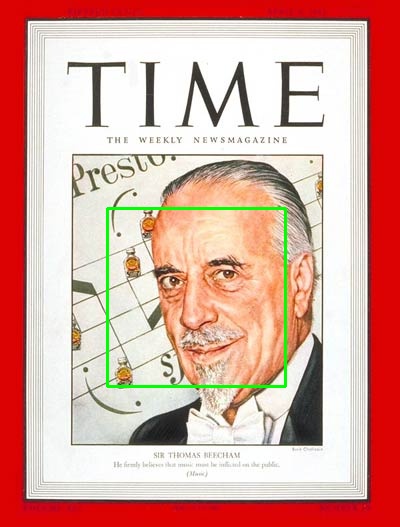 TIME
THE WEEKLY NEWSMAGAZINE
Presto!
SIR THOMAS BEECHAM
He firmly believes that music must be inflicted on the public.
(Music)